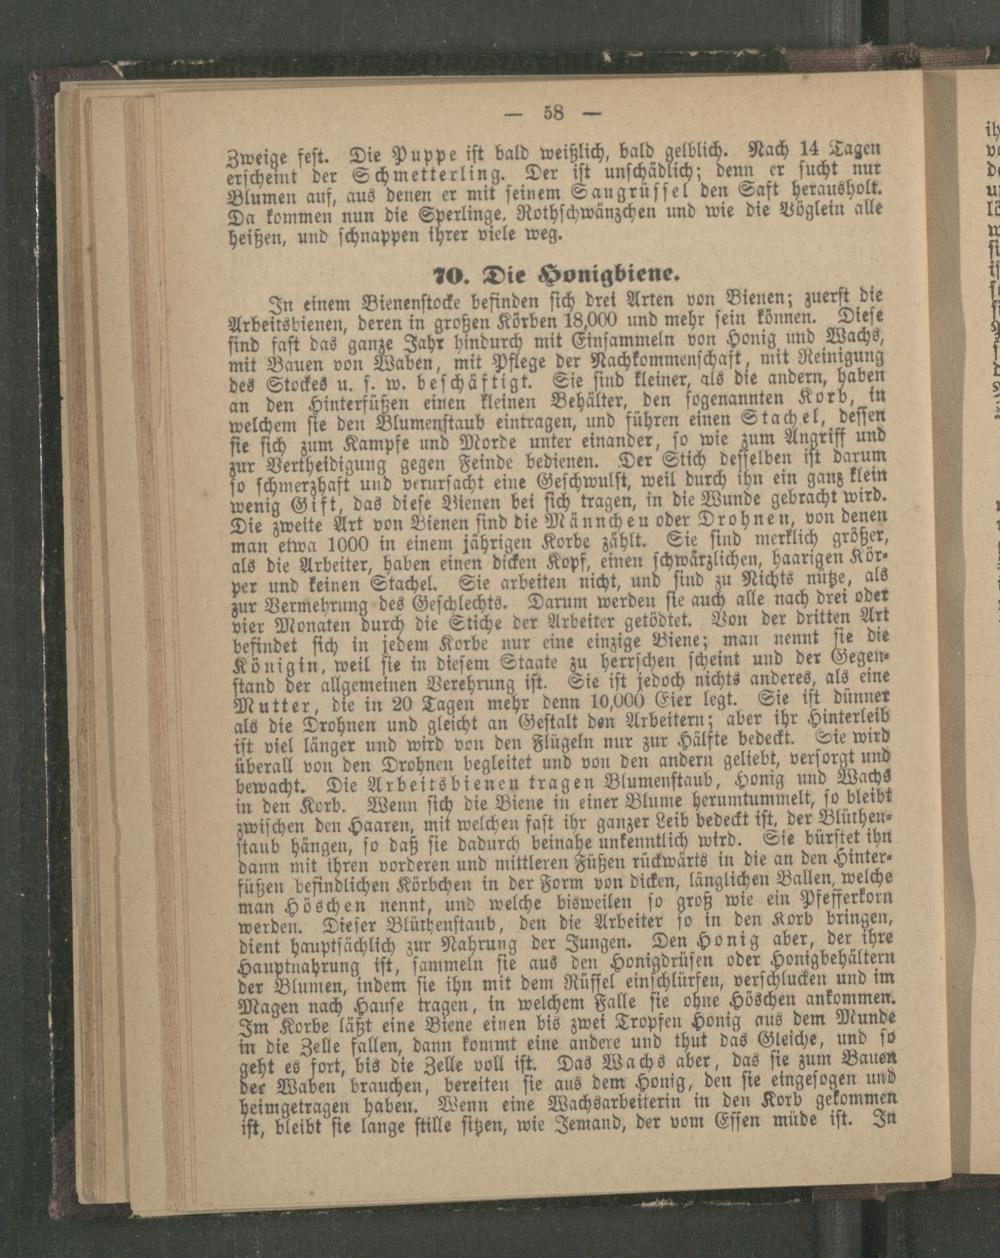 — 58 —
Zweige fest. Die Puppe ist bald weißlich, bald gelblich. Nach 14 Tagen
erscheint der Schmetterling. Der ist unschädlich; denn er sucht nur
Blumen auf, aus denen er mit seinem Saugrüssel den Saft herausholt.
Da kommen nun die Sperlinge, Rothschwänzchen und wie die Vöglein alle
heißen, und schnappen ihrer viele weg.
70. Die Honigbiene.
In einem Bienenstocke befinden sich drei Arten von Bienen; zuerst die
Arbeitsbienen, deren in großen Körben 18,000 und mehr sein können. Diese
sind fast das ganze Jahr hindurch mit Einsammeln von Honig und Wachs,
mit Bauen von Waben, mit Pflege der Nachkommenschaft, mit Reinigung
des Stockes u. s. w. beschäftigt. Sie sind kleiner, als die andern, haben
an den Hinterfüßen einen kleinen Behälter, den sogenannten Korb, in
welchem sie den Blumenstaub eintragen, und führen einen Stachel, dessen
sie sich zum Kampfe und Morde unter einander, so wie zum Angriff und
zur Vertheidigung gegen Feinde bedienen. Der Stich desselben ist darum
so schmerzhaft und verursacht eine Geschwulst, weil durch ihn ein ganz klein
wenig Gift, das diese Bienen bei sich tragen, in die Wunde gebracht wird.
Die zweite Art von Bienen sind die Männchen oder Drohnen, von denen
man etwa 1000 in einem jährigen Korbe zählt. Sie sind merklich größer,
als die Arbeiter, haben einen dicken Kopf, einen schwärzlichen, haarigen Kör-
per und keinen Stachel. Sie arbeiten nicht, und sind zu Nichts nütze, als
zur Vermehrung des Geschlechts. Darum werden sie auch alle nach drei oder
vier Monaten durch die Stiche der Arbeiter getödtet. Von der dritten Art
befindet sich in jedem Korbe nur eine einzige Biene; man nennt sie die
Königin, weil sie in diesem Staate zu herrschen scheint und der Gegen-
stand der allgemeinen Verehrung ist. Sie ist jedoch nichts anderes, als eine
Mutter, die in 20 Tagen mehr denn 10,000 Eier legt. Sie ist dünner
als die Drohnen und gleicht an Gestalt den Arbeitern; aber ihr Hinterleib
ist viel länger und wird von den Flügeln nur zur Hälfte bedeckt. Sie wird
überall von den Drohnen begleitet und von den andern geliebt, versorgt und
bewacht. Die Arbeitsbienen tragen Blumenstaub, Honig und Wachs
in den Korb. Wenn sich die Biene in einer Blume herumtummelt, so bleibt
zwischen den Haaren, mit welchen fast ihr ganzer Leib bedeckt ist, der Blüthen-
staub hängen, so daß sie dadurch beinahe unkenntlich wird. Sie bürstet ihn
dann mit ihren vorderen und mittleren Füßen rückwärts in die an den Hinter-
füßen befindlichen Körbchen in der Form von dicken, länglichen Ballen, welche
man Höschen nennt, und welche bisweilen so groß wie ein Pfefferkorn
werden. Dieser Blüthenstaub, den die Arbeiter so in den Korb bringen,
dient hauptsächlich zur Nahrung der Jungen. Den Honig aber, der ihre
Hauptnahrung ist, sammeln sie aus den Honigdrüsen oder Honigbehältern
der Blumen, indem sie ihn mit dem Rüssel einschlürfen, verschlucken und im
Magen nach Hause tragen, in welchem Falle sie ohne Höschen ankommen.
Im Korbe läßt eine Biene einen bis zwei Tropfen Honig aus dem Munde
in die Zelle fallen, dann kommt eine andere und thut das Gleiche, und so
geht es fort, bis die Zelle voll ist. Das Wachs aber, das sie zum Bauen
der Waben brauchen, bereiten sie aus dem Honig, den sie eingesogen und
heimgetragen haben. Wenn eine Wachsarbeiterin in den Korb gekommen
ist, bleibt sie lange stille sitzen, wie Jemand, der vom Essen müde ist. In